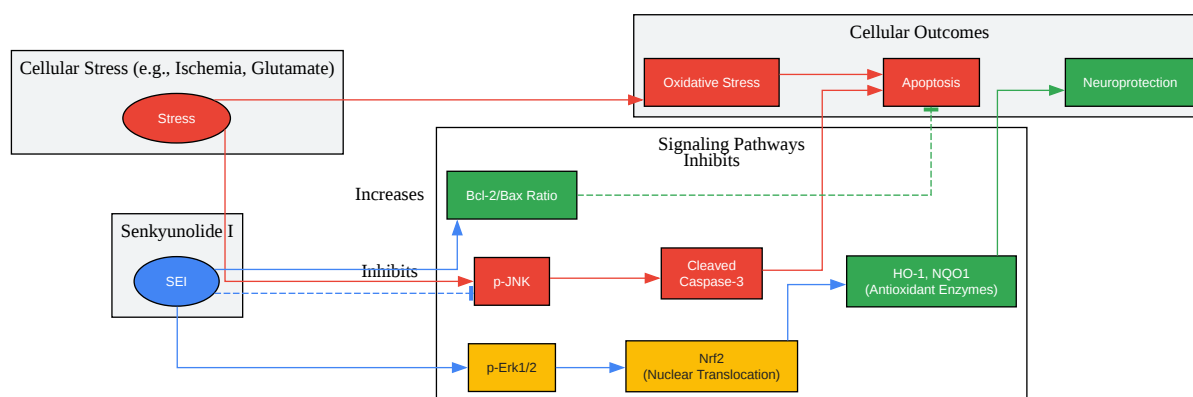 Cellular Outcomes
Cellular Stress (e.g., Ischemia, Glutamate)
Oxidative Stress
Apoptosis
Neuroprotection
Stress
Signaling Pathways
Inhibits
Increases
Bcl-2/Bax Ratio
Senkyunolide I
SEI
Inhibits
p-JNK
Cleaved
Caspase-3
HO-1, NQO1
(Antioxidant Enzymes)
p-Erk1/2
Nrf2
(Nuclear Translocation)